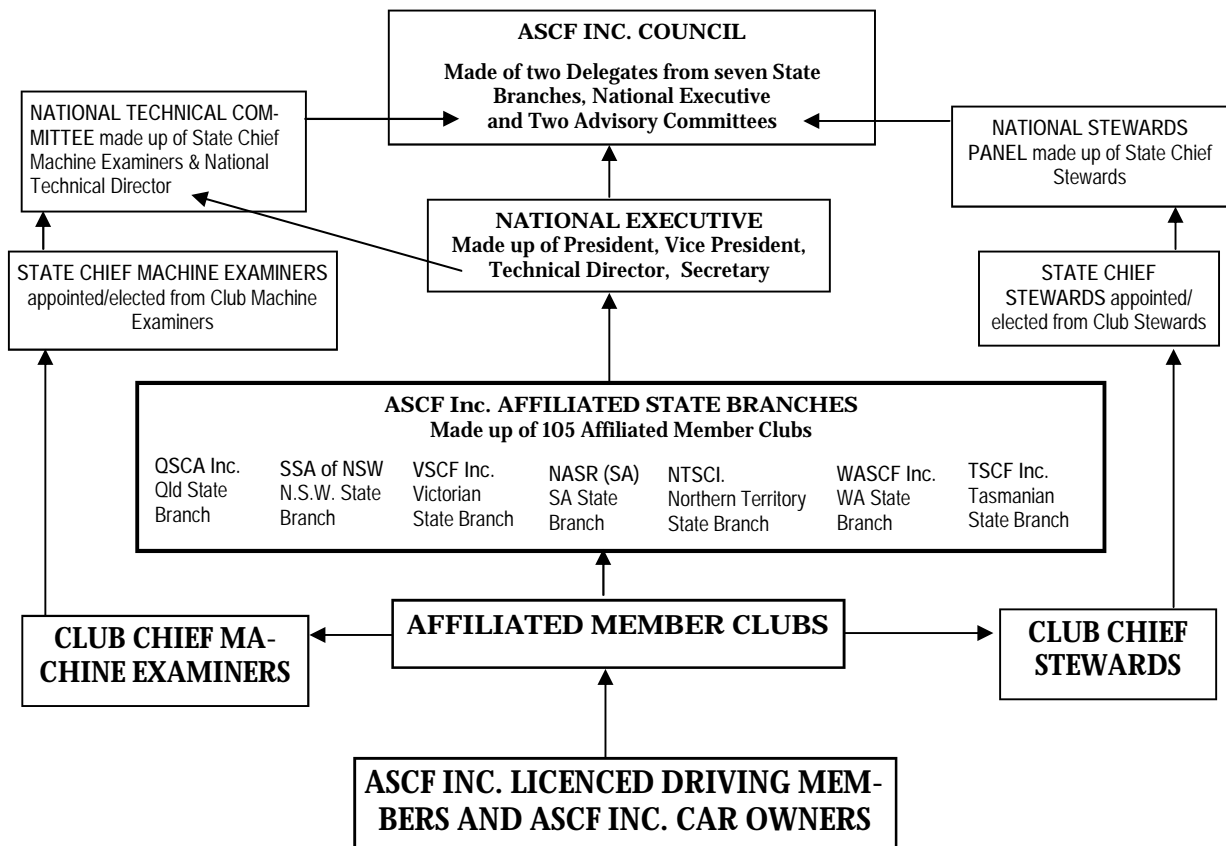 ASCF INC. COUNCIL
Made of two Delegates from seven State
Branches, National Executive
and Two Advisory Committees
NATIONAL TECHNICAL COM-
MITTEE made up of State Chief
Machine Examiners & National
Technical Director
NATIONAL STEWARDS
PANEL made up of State Chief
Stewards
NATIONAL EXECUTIVE
Made up of President, Vice President,
Technical Director, Secretary
STATE CHIEF MACHINE EXAMINERS
appointed/elected from Club Machine
Examiners
STATE CHIEF
STEWARDS appointed/
elected from Club Stewards
ASCF Inc. AFFILIATED STATE BRANCHES
Made up of 105 Affiliated Member Clubs
QSCA Inc.
Qld State
Branch
SSA of NSW
N.S.W. State
Branch
VSCF Inc.
Victorian
State Branch
NASR (SA)
SA State
Branch
NTSCI.
Northern Territory
State Branch
WASCF Inc.
WA State
Branch
TSCF Inc.
Tasmanian
State Branch
CLUB CHIEF MA-
CHINE EXAMINERS
AFFILIATED MEMBER CLUBS
CLUB CHIEF
STEWARDS
ASCF INC. LICENCED DRIVING MEM-
BERS AND ASCF INC. CAR OWNERS